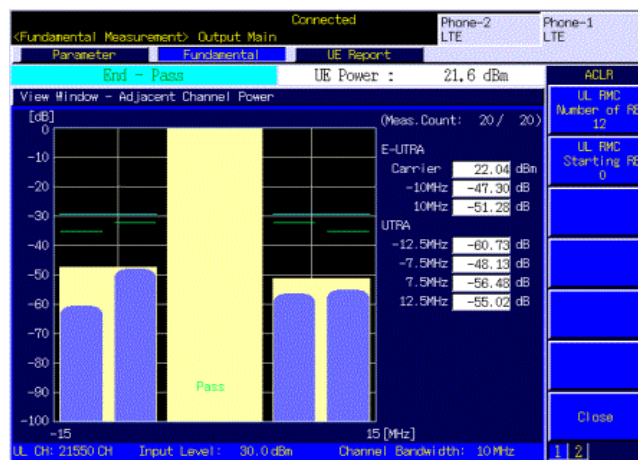 Connected
<Fundamental Measurement> Output Main
Phone-2
LTE
Phone-1
LTE
Parameter
Fundamental
UE Report
End - Pass
UE Power : 21.6 dBm
ACLR
View Window - Adjacent Channel Power
UL RMC
Number of RB
12
UL RMC
Starting RB
0
[dB]
(Meas.Count: 20/ 20)
0
-10
-20
-30
-40
-50
-60
-70
-80
-90
-100
E-UTRA
Carrier 22.04 dBm
-10MHz -47.30 dB
10MHz -51.28 dB
UTRA
-12.5MHz -60.73 dB
-7.5MHz -48.13 dB
7.5MHz -56.48 dB
12.5MHz -55.02 dB
Pass
-15
15 [MHz]
Close
UL CH: 21550 CH Input Level: 30.0 dBm Channel Bandwidth: 10 MHz
1 2